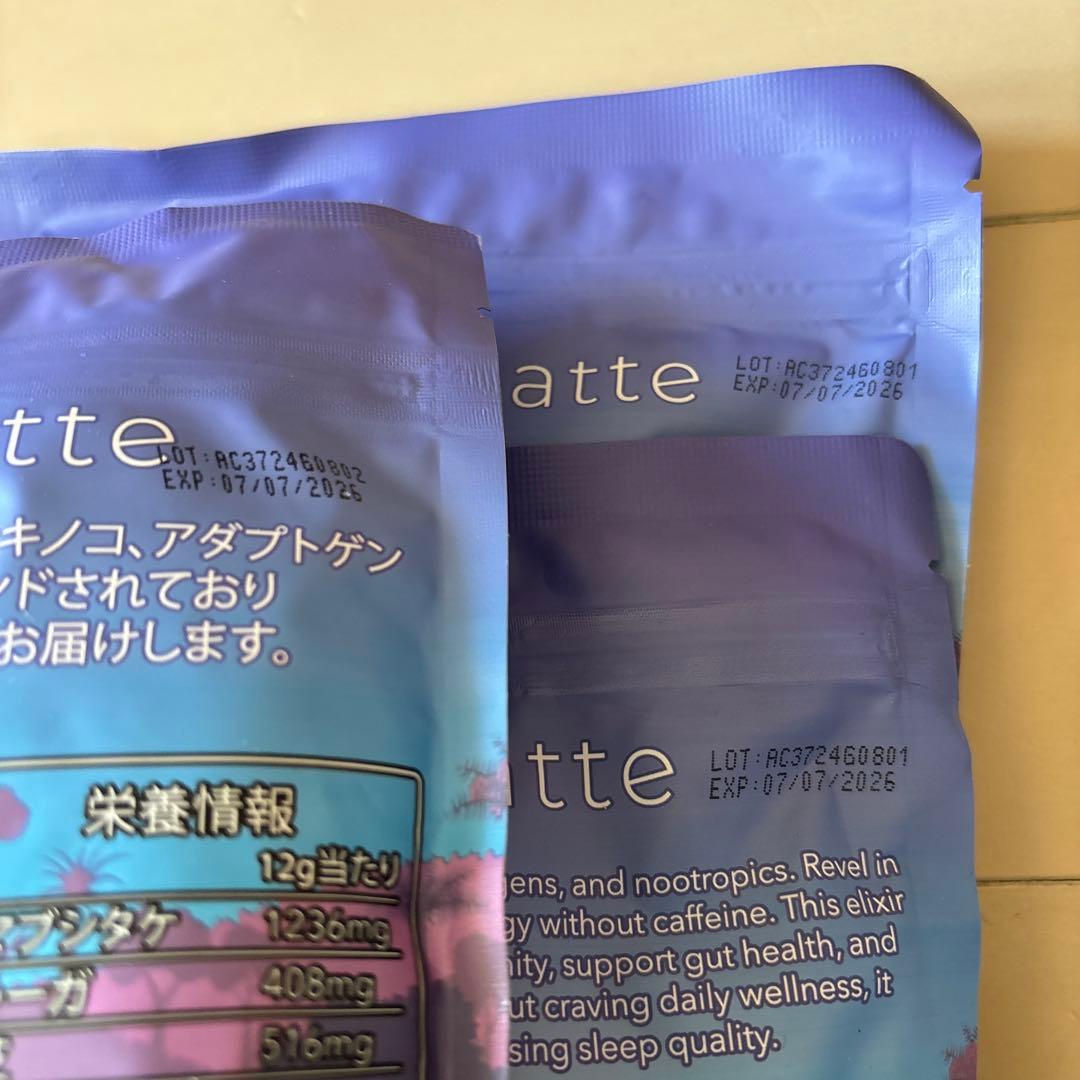 atte
LOT:AC372460801
EXP:07/07/2026
tte
LOT:AC372460802
EXP:07/07/2026
キノコ、アダプトゲン
ンドされており
お届けします。
栄養情報
12g当たり
マブシタケ 1236mg
ーガ 408mg
516mg
atte
LOT:AC372460801
EXP:07/07/2026
gens, and nootropics. Revel in
gy without caffeine. This elixir
nity, support gut health, and
ut craving daily wellness, it
sing sleep quality.